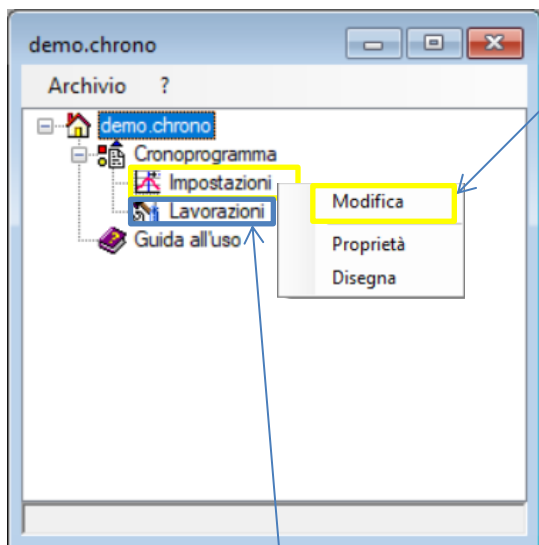 demo.chrono
Archivio ?
demo.chrono
Cronoprogramma
Impostazioni
Lavorazioni
Guida all'uso
Modifica
Proprietà
Disegna